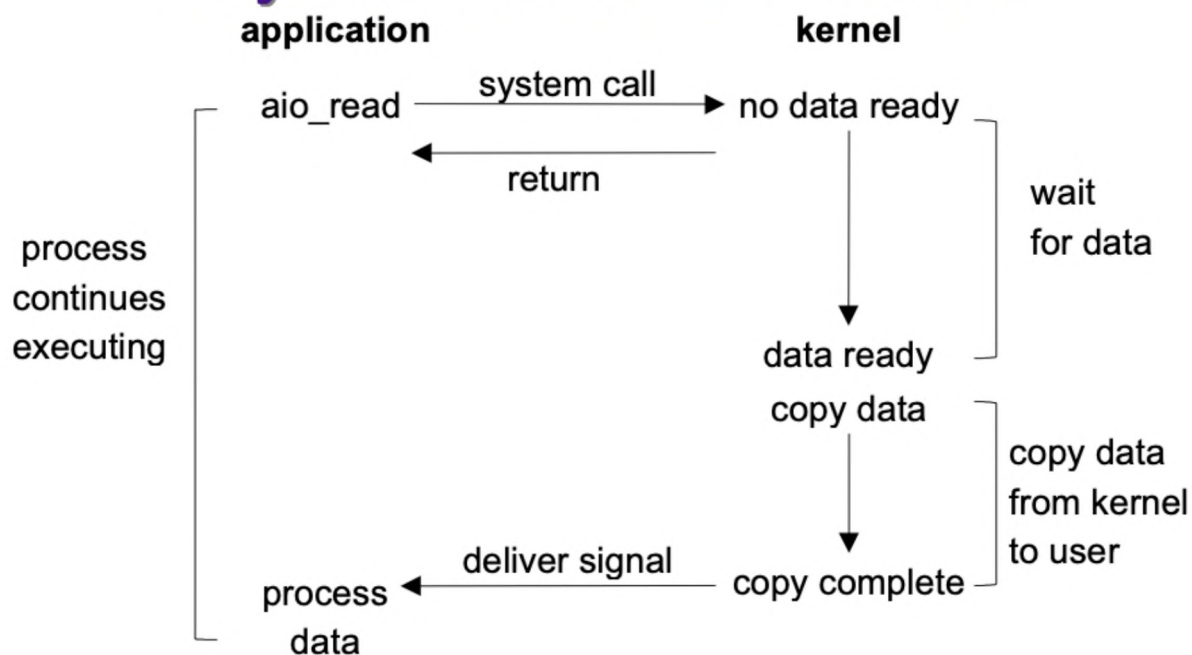 application
kernel
system call
aio_read
no data ready
return
wait
for data
process
continues
executing
data ready
copy data
copy data
from kernel
to user
deliver signal
copy complete
process
data